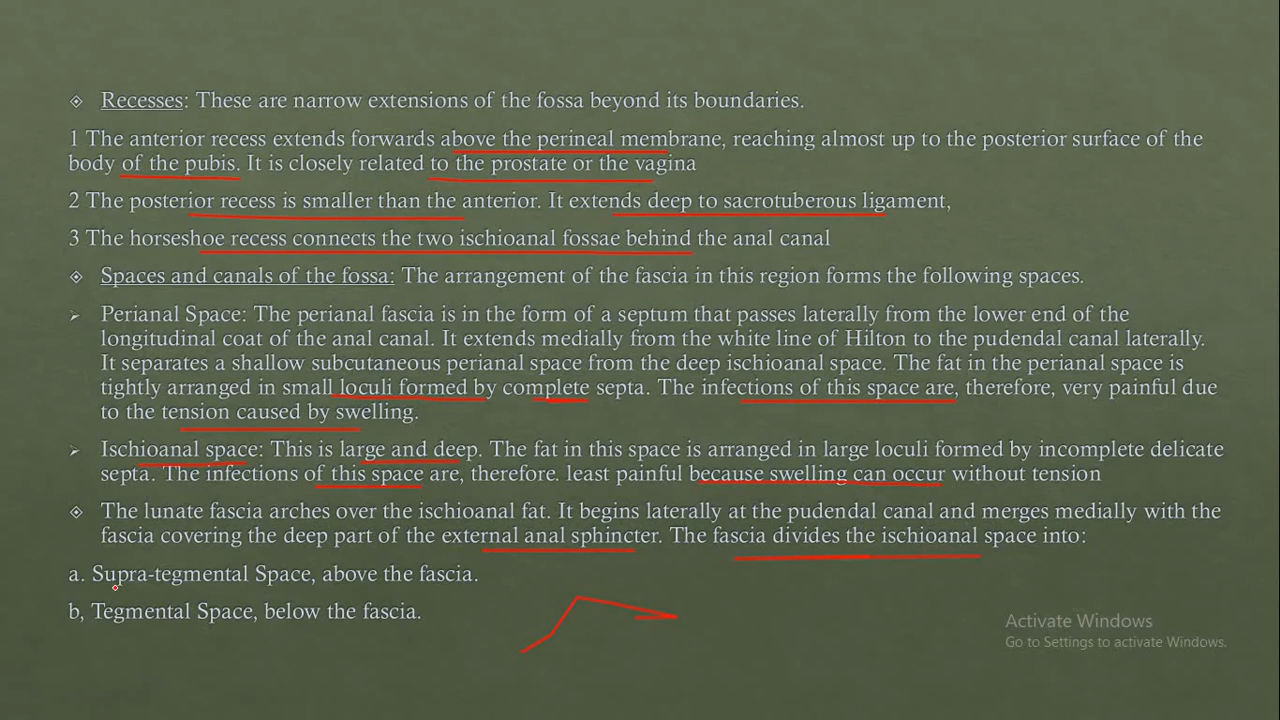 Recesses: These are narrow extensions of the fossa beyond its boundaries.
1 The anterior recess extends forwards above the perineal membrane, reaching almost up to the posterior surface of the
body of the pubis. It is closely related to the prostate or the vagina
2 The posterior recess is smaller than the anterior. It extends deep to sacrotuberous ligament,
3 The horseshoe recess connects the two ischioanal fossae behind the anal canal
Spaces and canals of the fossa: The arrangement of the fascia in this region forms the following spaces.
Perianal Space: The perianal fascia is in the form of a septum that passes laterally from the lower end of the
longitudinal coat of the anal canal. It extends medially from the white line of Hilton to the pudendal canal laterally.
It separates a shallow subcutaneous perianal space from the deep ischioanal space. The fat in the perianal space is
tightly arranged in small loculi formed by complete septa. The infections of this space are, therefore, very painful due
to the tension caused by swelling.
Ischioanal space: This is large and deep. The fat in this space is arranged in large loculi formed by incomplete delicate
septa. The infections of this space are, therefore. least painful because swelling can occur without tension
The lunate fascia arches over the ischioanal fat. It begins laterally at the pudendal canal and merges medially with the
fascia covering the deep part of the external anal sphincter. The fascia divides the ischioanal space into:
a. Supra-tegmental Space, above the fascia.
b, Tegmental Space, below the fascia.
Activate Windows
Go to Settings to activate Windows.